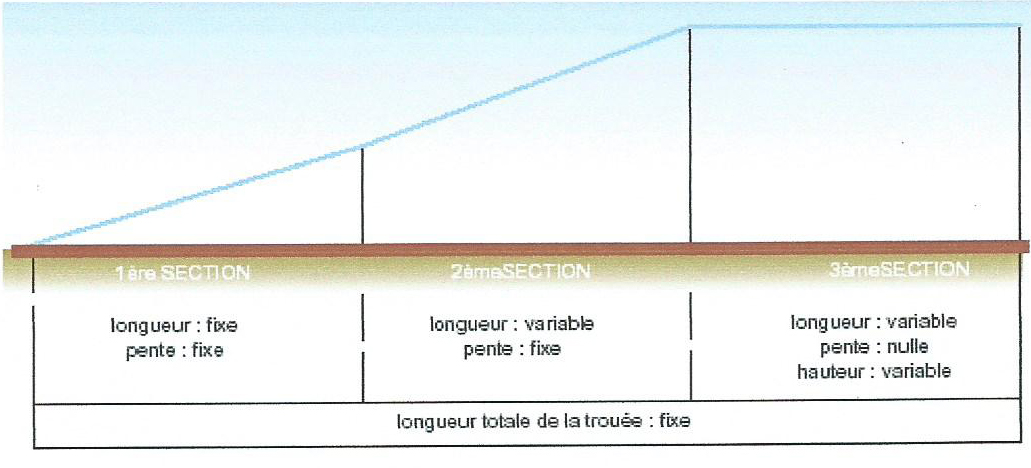 1ère SECTION
2èmeSECTION
3èmeSECTION
longueur : fixe
pente : fixe
longueur : variable
pente : fixe
longueur : variable
pente : nulle
hauteur : variable
longueur totale de la trouée : fixe